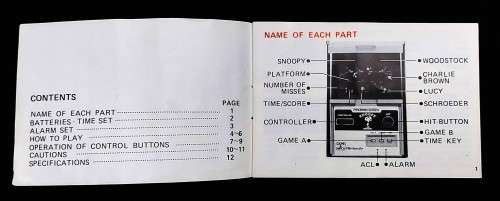 CONTENTS
PAGE
NAME OF EACH PART 1
BATTERIES · TIME SET 2
ALARM SET 3
HOW TO PLAY 4~6
OPERATION OF CONTROL BUTTONS 7~9
CAUTIONS 10~11
SPECIFICATIONS 12
NAME OF EACH PART
SNOOPY
PLATFORM
NUMBER OF
MISSES
TIME/SCORE
CONTROLLER
GAME A
WOODSTOCK
CHARLIE
BROWN
LUCY
SCHROEDER
HIT·BUTTON
GAME B
TIME KEY
ACL
ALARM
1